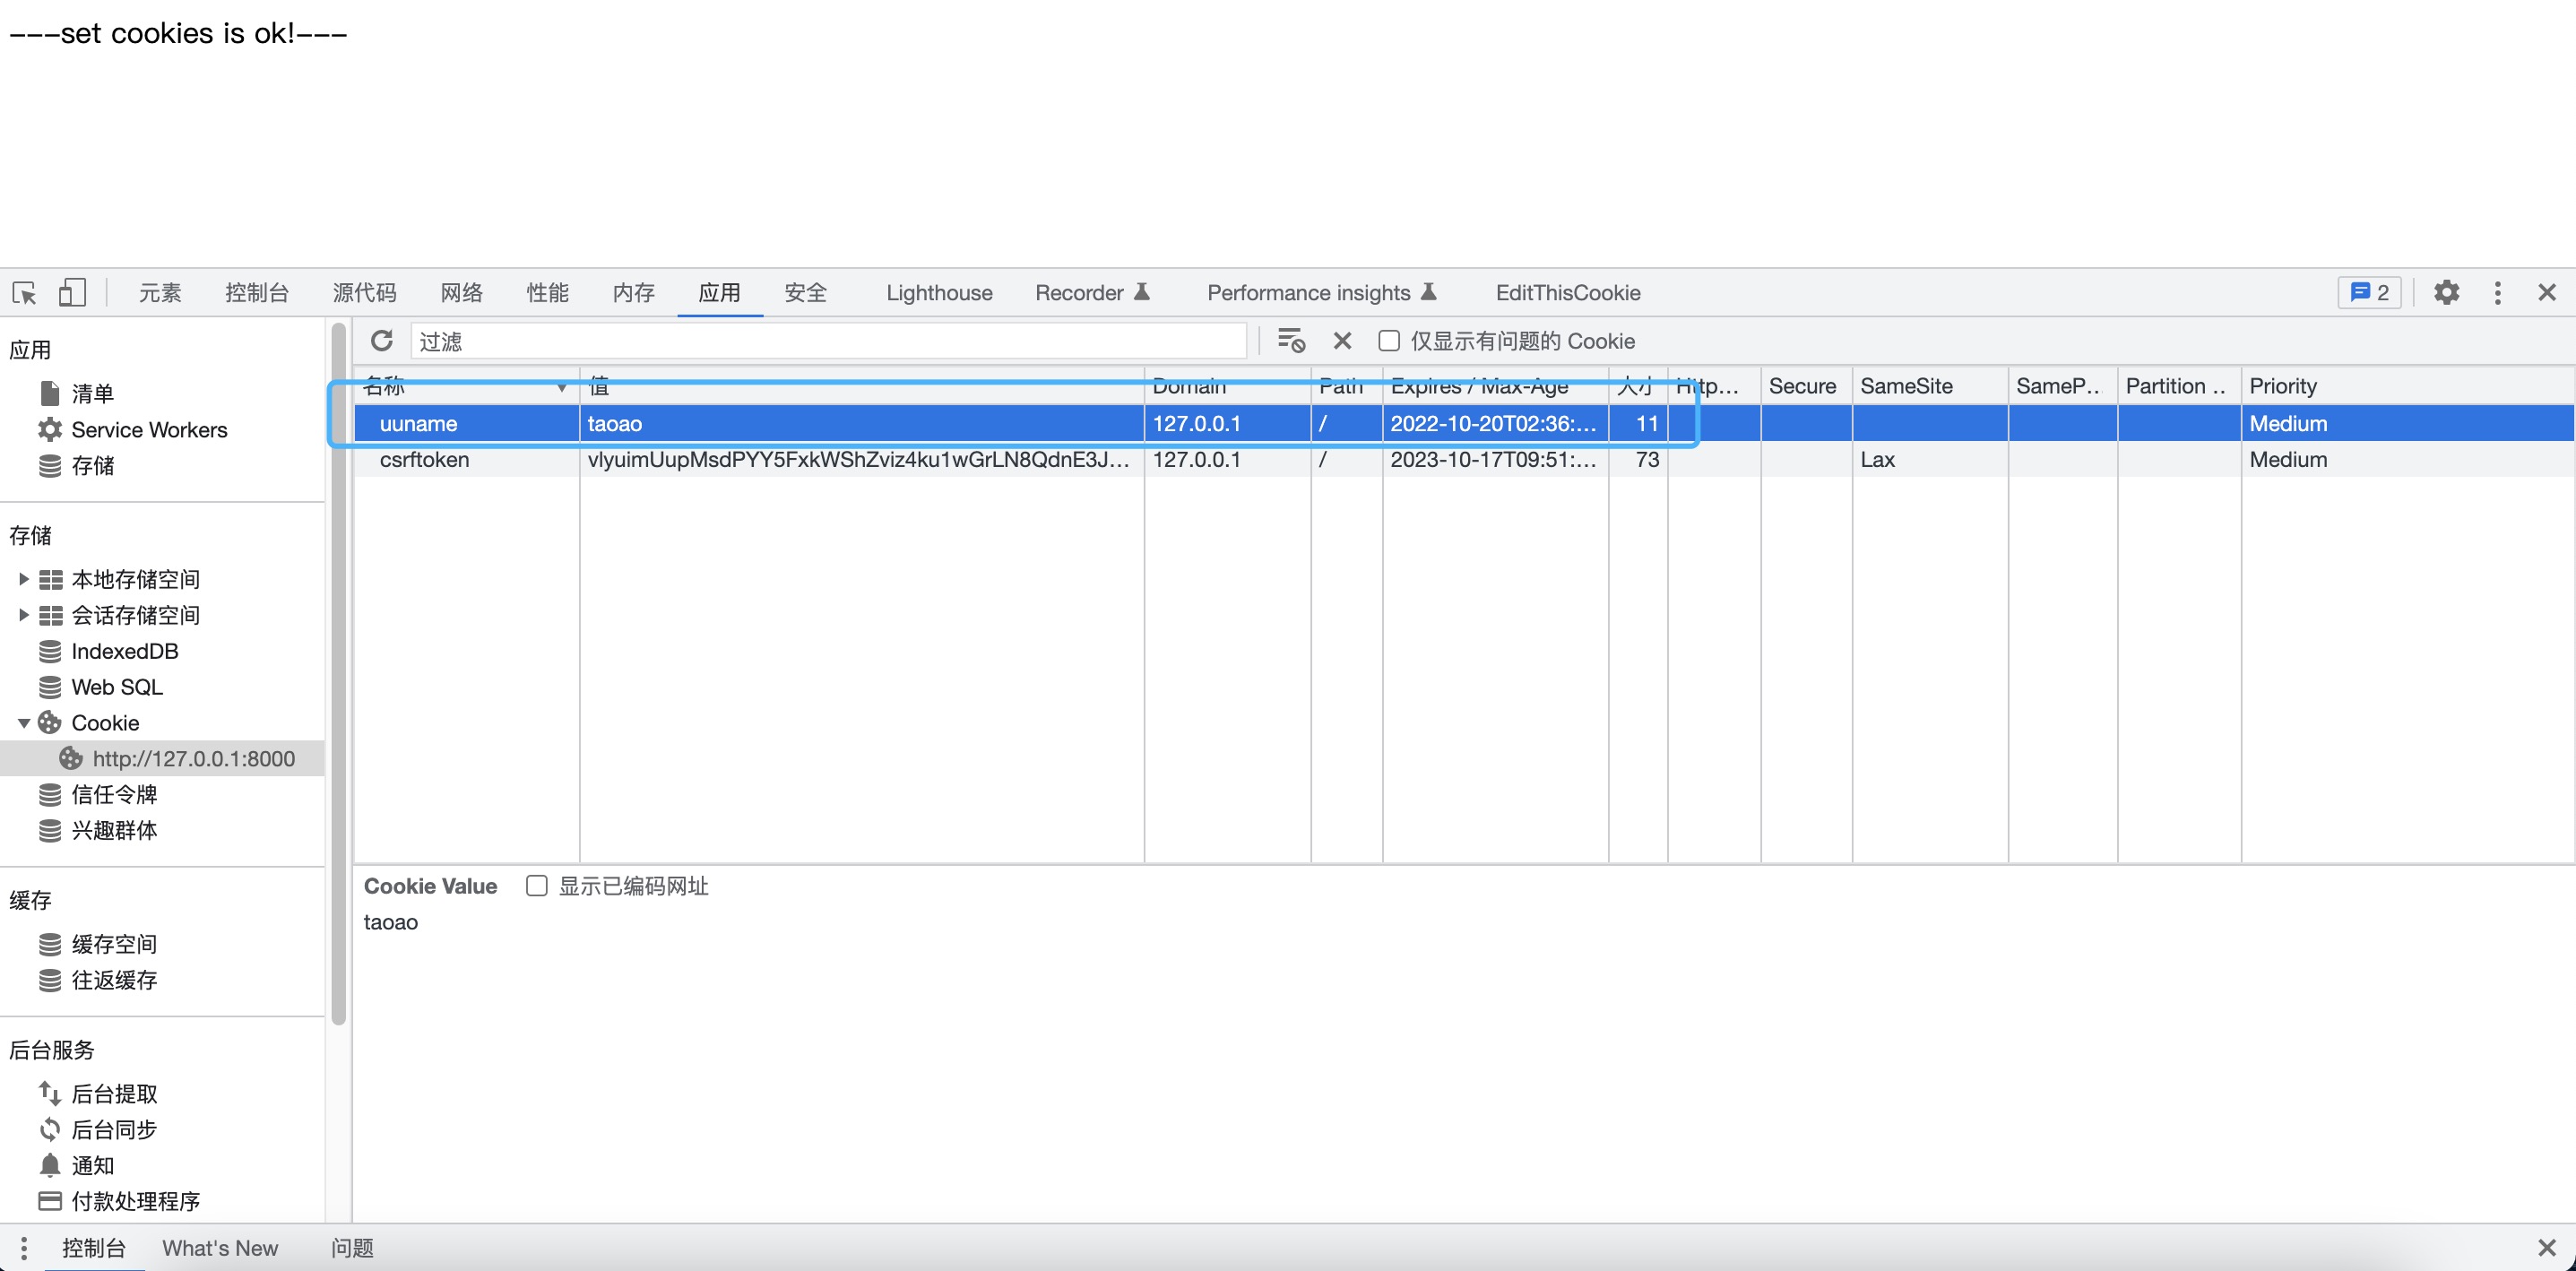 ---set cookies is ok!---
元素 控制台 源代码 网络 性能 内存 应用 安全 Lighthouse Recorder Performance insights EditThisCookie 2
应用
清单
Service Workers
存储
存储
本地存储空间
会话存储空间
IndexedDB
Web SQL
Cookie
http://127.0.0.1:8000
信任令牌
兴趣群体
缓存
缓存空间
往返缓存
后台服务
后台提取
后台同步
通知
付款处理程序
过滤 仅显示有问题的 Cookie
名称 值 Domain Path Expires / Max-Age 大小 Http... Secure SameSite SameP... Partition ... Priority
uuname taoao 127.0.0.1 / 2022-10-20T02:36:... 11 Medium
csrftoken vlyuimUupMsdPYY5FxkWShZviz4ku1wGrLN8QdnE3J... 127.0.0.1 / 2023-10-17T09:51:... 73 Lax Medium
Cookie Value 显示已编码网址
taoao
控制台 What's New 问题